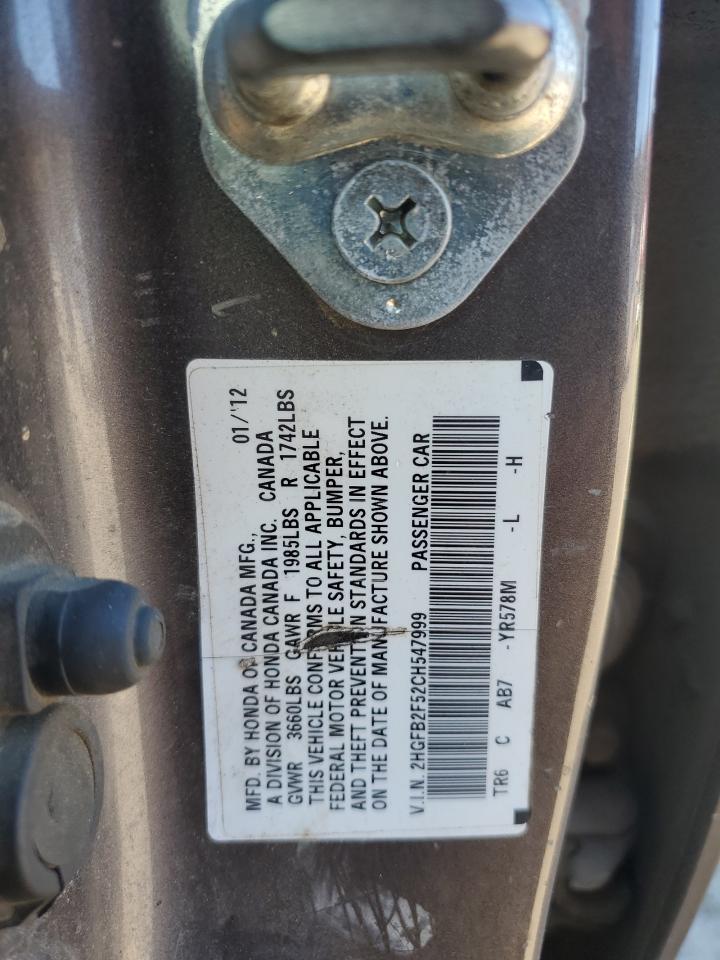 MFD. BY HONDA OF CANADA MFG., 01/'12
A DIVISION OF HONDA CANADA INC. CANADA
GVWR 3660LBS GAWR F 1985LBS R 1742LBS
THIS VEHICLE CONFORMS TO ALL APPLICABLE
FEDERAL MOTOR VEHICLE SAFETY, BUMPER,
AND THEFT PREVENTION STANDARDS IN EFFECT
ON THE DATE OF MANUFACTURE SHOWN ABOVE.
V.I.N. 2HGFB2F52CH547999 PASSENGER CAR
TR6 C AB7 -YR578M -L -H